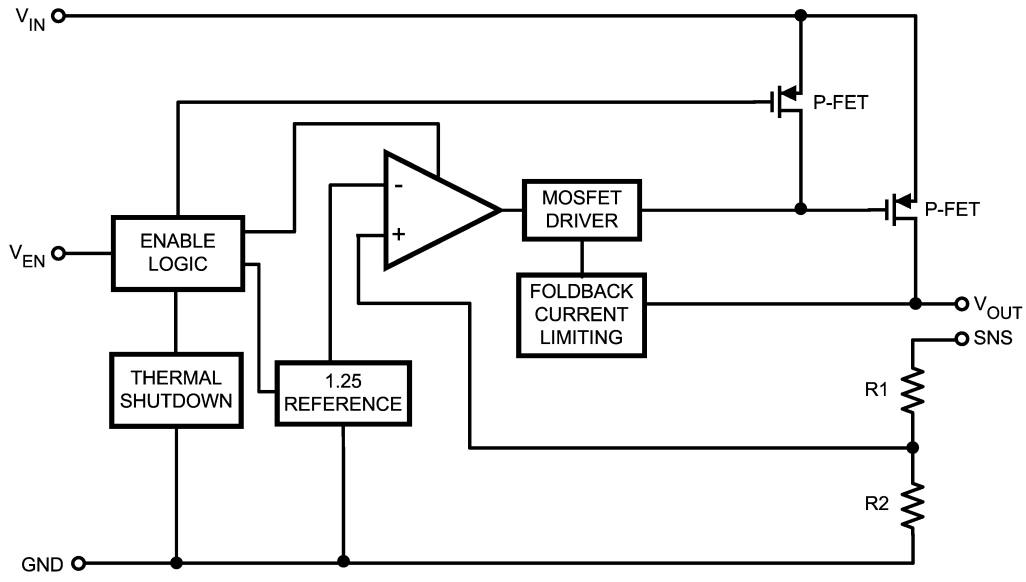 VIN
P-FET
MOSFET
DRIVER
P-FET
-
+
ENABLE
LOGIC
VEN
FOLDBACK
CURRENT
LIMITING
VOUT
SNS
THERMAL
SHUTDOWN
1.25
REFERENCE
R1
R2
GND